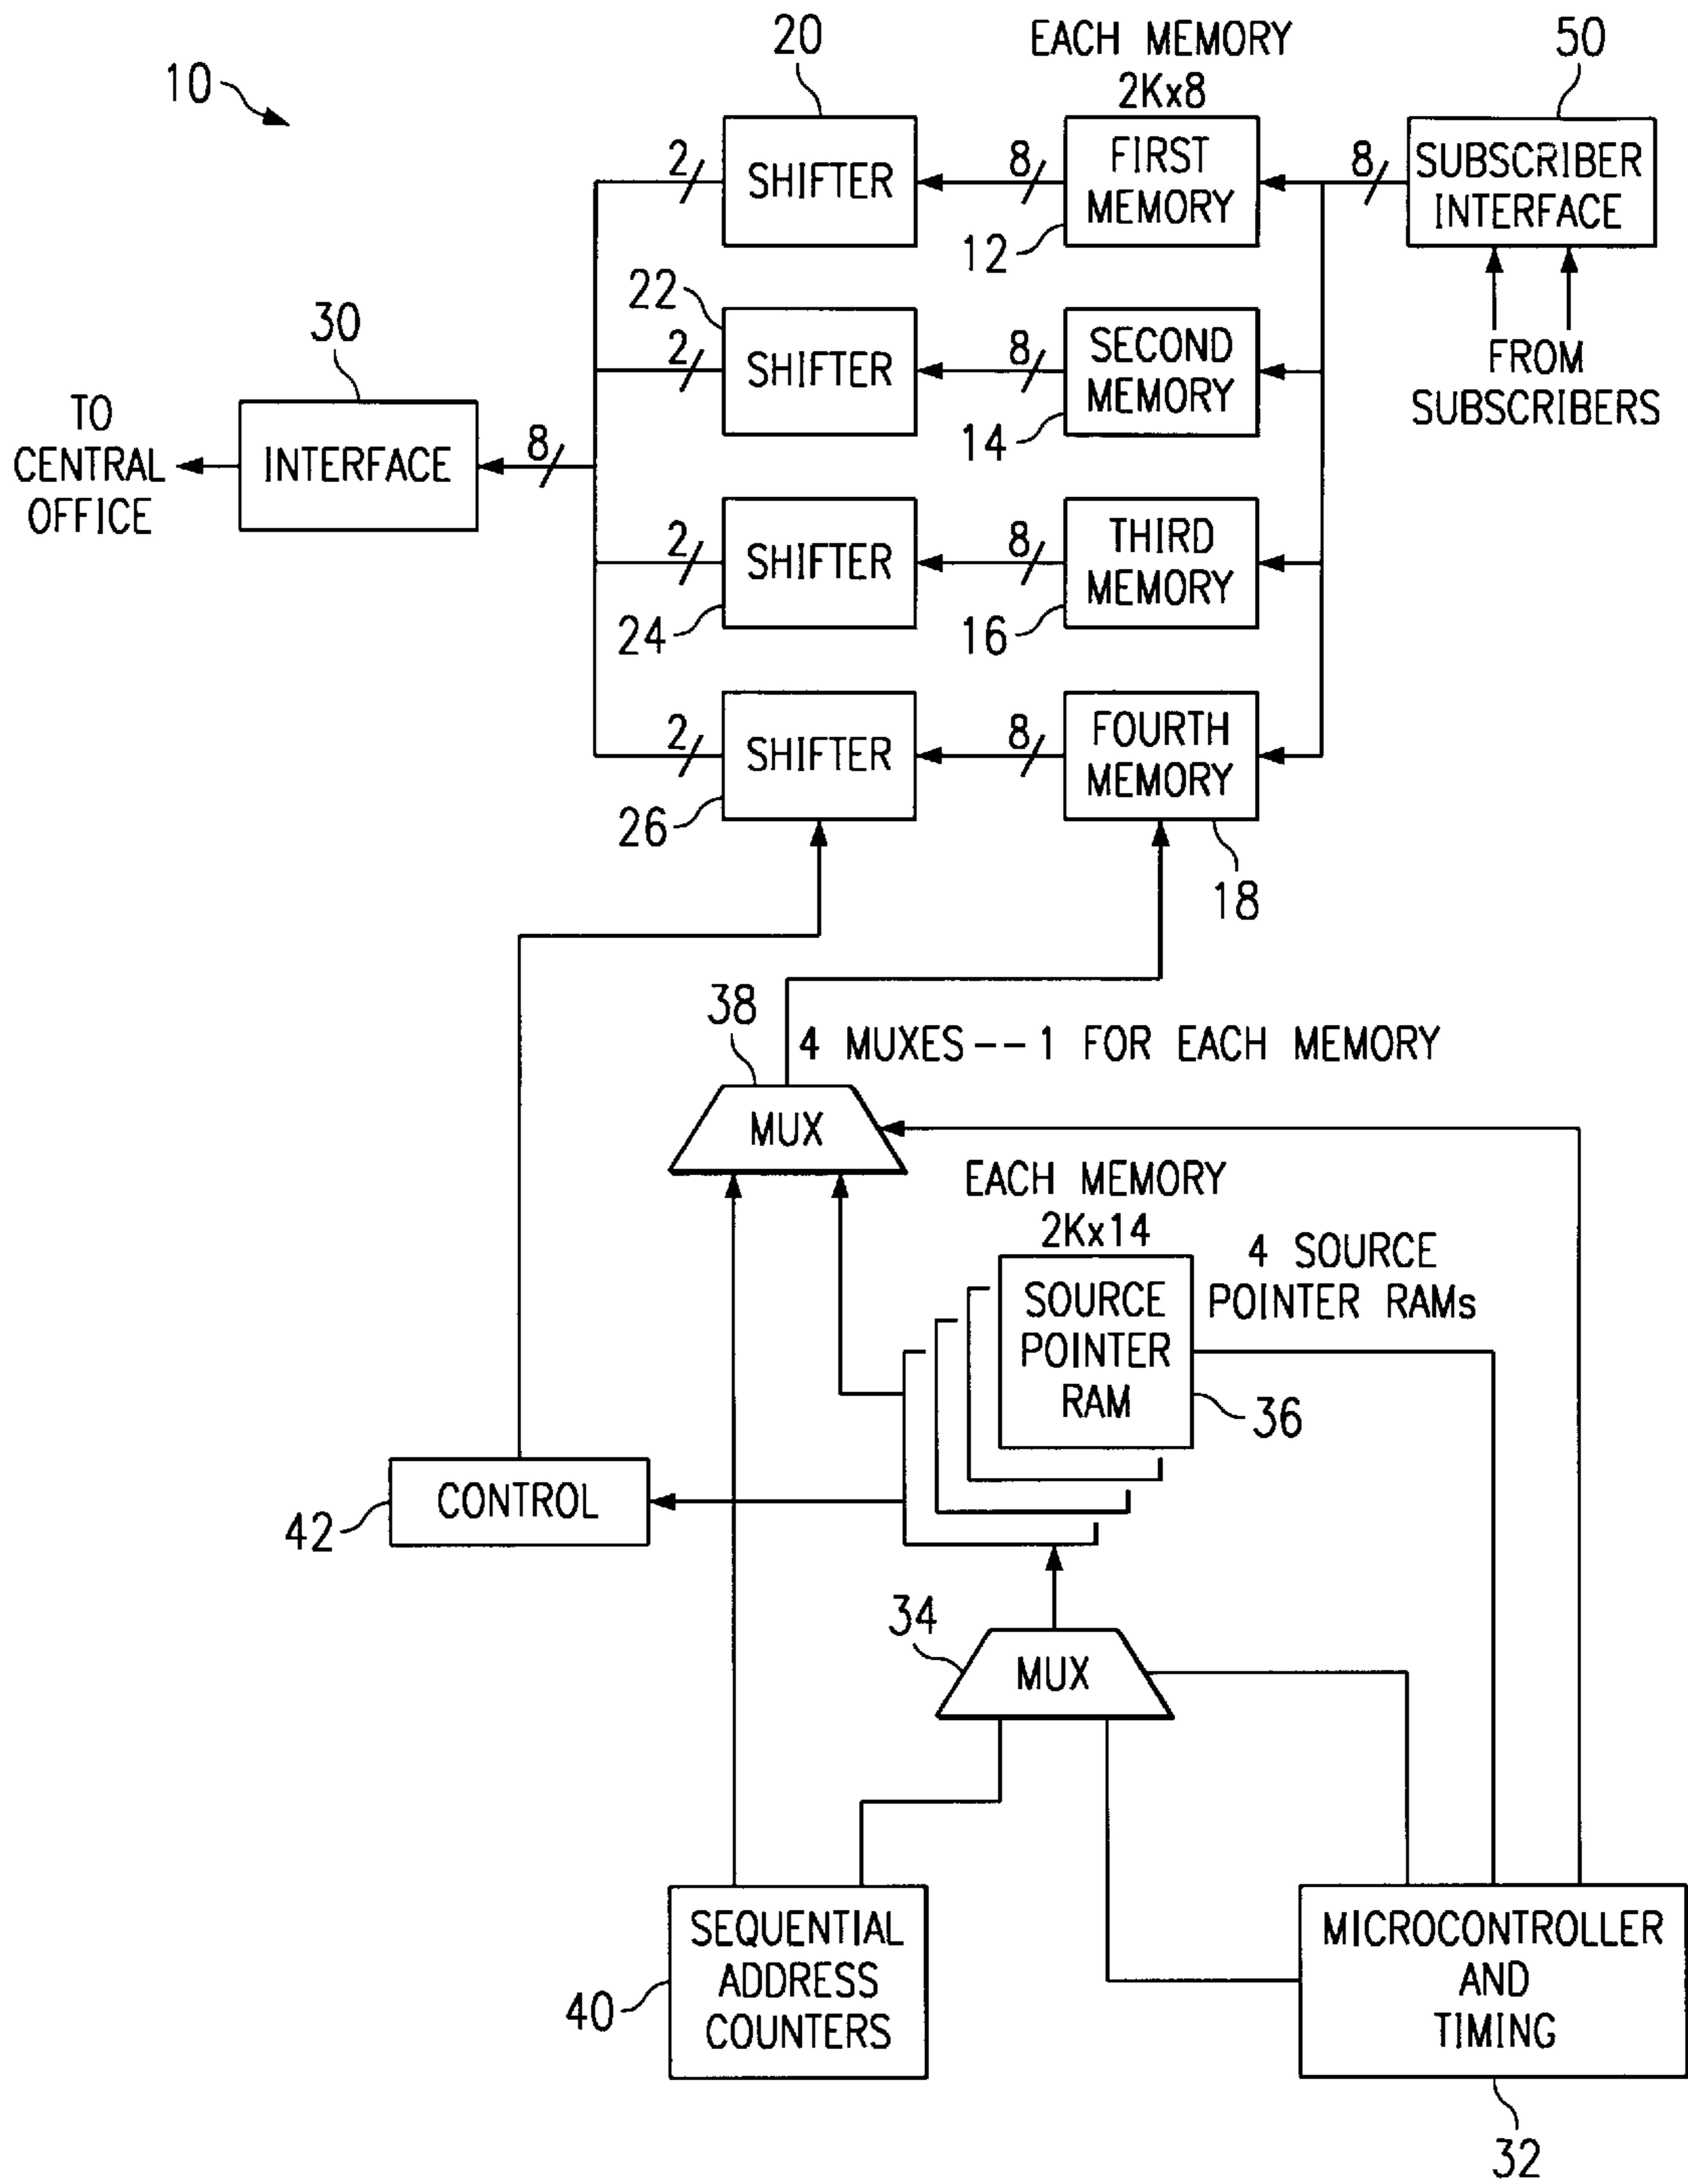 10
20
EACH MEMORY
2Kx8
50
2
SHIFTER
8
FIRST
MEMORY
12
8
SUBSCRIBER
INTERFACE
FROM
SUBSCRIBERS
22
2
SHIFTER
8
SECOND
MEMORY
14
30
TO
CENTRAL
OFFICE
INTERFACE
8
2
SHIFTER
24
8
THIRD
MEMORY
16
2
SHIFTER
26
8
FOURTH
MEMORY
18
38
4 MUXES--1 FOR EACH MEMORY
MUX
EACH MEMORY
2Kx14
4 SOURCE
POINTER RAMs
SOURCE
POINTER
RAM
36
CONTROL
42
34
MUX
SEQUENTIAL
ADDRESS
COUNTERS
40
MICROCONTROLLER
AND
TIMING
32